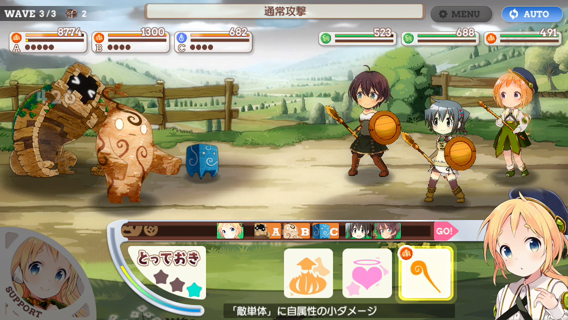 WAVE 3/3 2
通常攻撃
MENU
AUTO
8774
A
1300
B
682
C
523
688
491
A
B
C
GO!
とっておき
SUPPORT
「敵単体」に自属性の小ダメージ